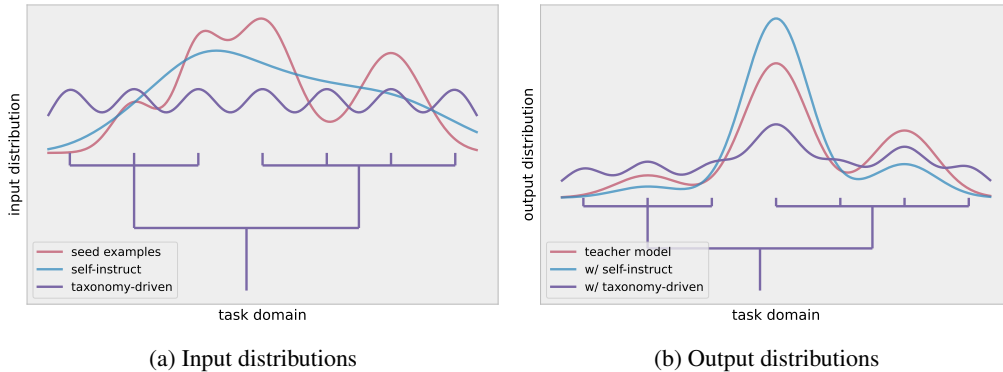 input distribution
seed examples
self-instruct
taxonomy-driven
task domain
(a) Input distributions
output distribution
teacher model
w/ self-instruct
w/ taxonomy-driven
task domain
(b) Output distributions